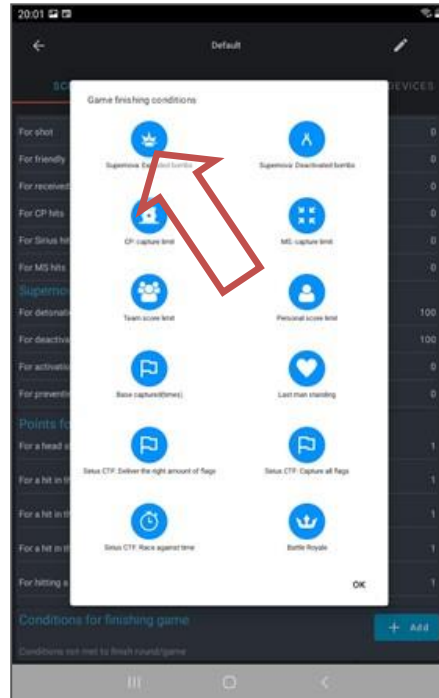 20:01
Default
SC
DEVICES
Game finishing conditions
For shot 0
For friendly 0
For received 0
For CP hits 0
For Sirius hit 0
For MS hits 0
Supernova: Exploded bombs
Supernova: Deactivated bombs
CP: capture limit
MS: capture limit
Superno
For detonati 100
For deactiva 100
For activatio 0
For preventi 0
Team score limit
Personal score limit
Base captured(times)
Last man standing
Points fo
For a head s 1
For a hit in th 1
For a hit in th 1
For a hit in th 1
For hitting a 1
Sirius CTF: Deliver the right amount of flags
Sirius CTF: Capture all flags
Sirius CTF: Race against time
Battle Royale
OK
Conditions for finishing game
+ Add
Conditions not met to finish round/game